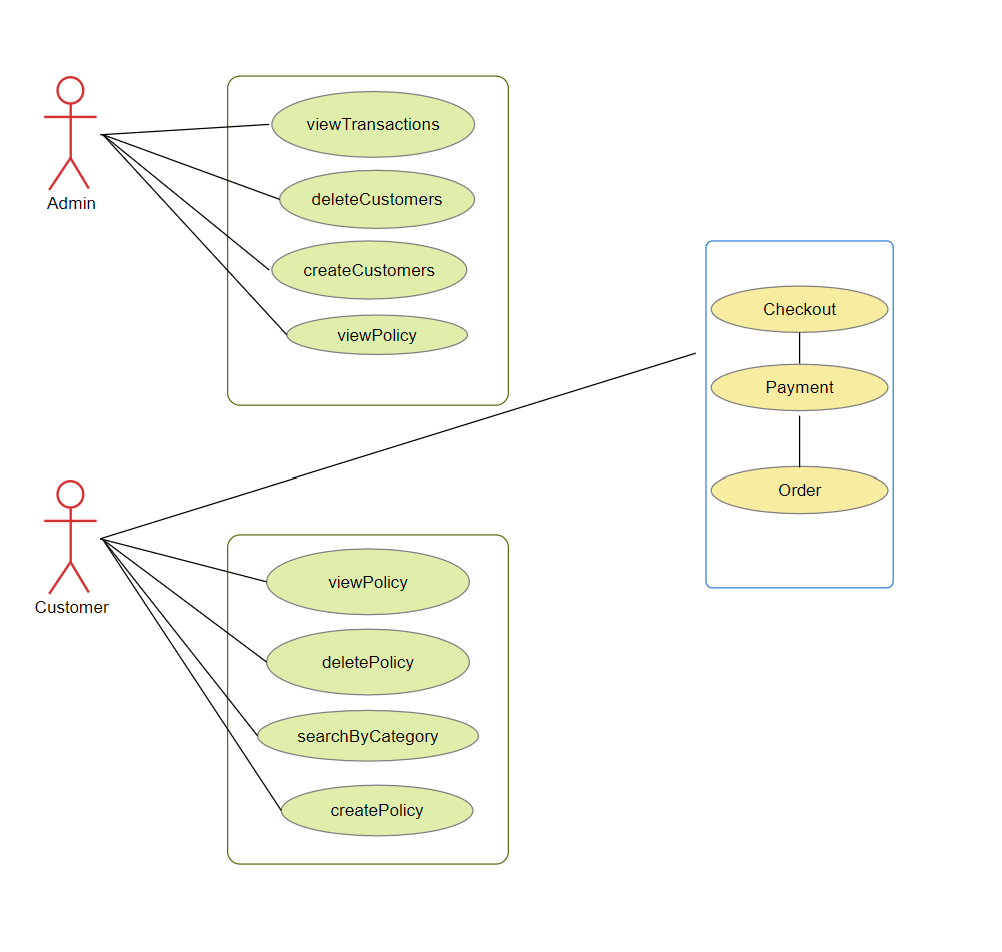 Admin
viewTransactions
deleteCustomers
createCustomers
viewPolicy
Checkout
Payment
Order
Customer
viewPolicy
deletePolicy
searchByCategory
createPolicy